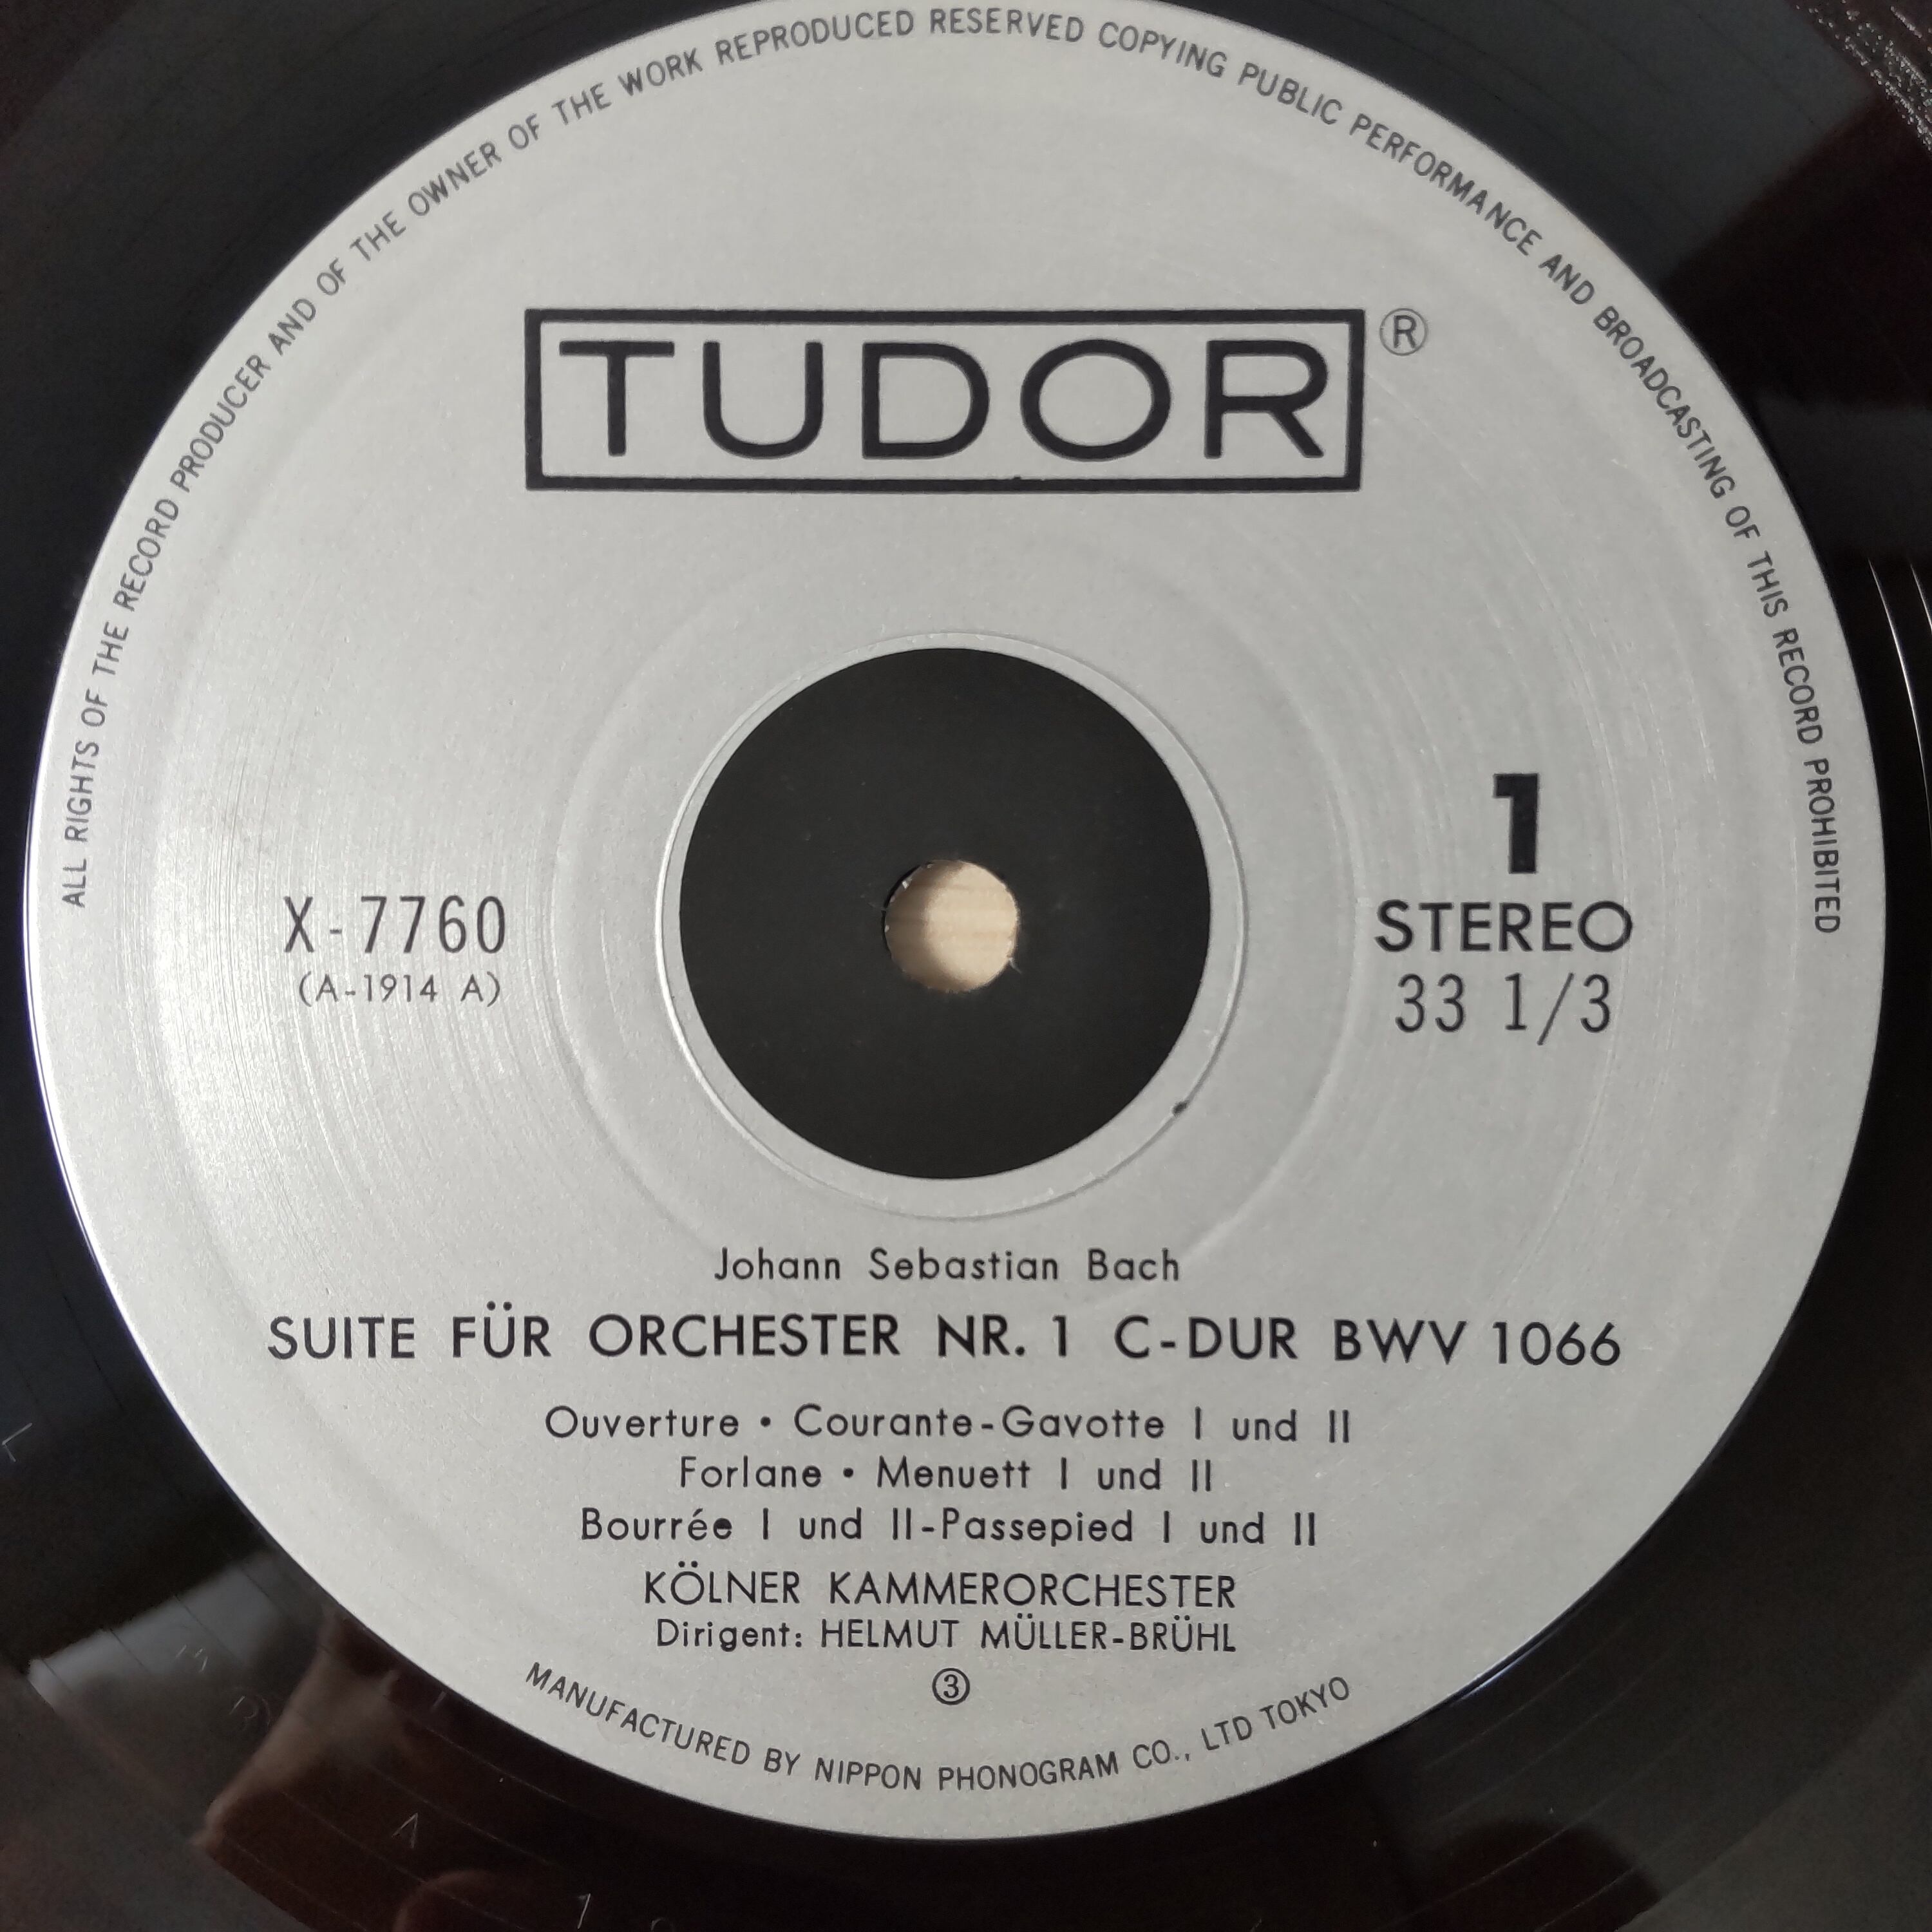 ALL RIGHTS OF THE RECORD PRODUCER AND OF THE OWNER OF THE WORK REPRODUCED RESERVED COPYING PUBLIC PERFORMANCE AND BROADCASTING OF THIS RECORD PROHIBITED
TUDOR ®
1
X-7760
STEREO
(A-1914 A)
33 1/3
Johann Sebastian Bach
SUITE FÜR ORCHESTER NR. 1 C-DUR BWV 1066
Ouverture • Courante-Gavotte I und II
Forlane • Menuett I und II
Bourrée I und II-Passepied I und II
KÖLNER KAMMERORCHESTER
Dirigent: HELMUT MÜLLER-BRÜHL
③
MANUFACTURED BY NIPPON PHONOGRAM CO., LTD TOKYO